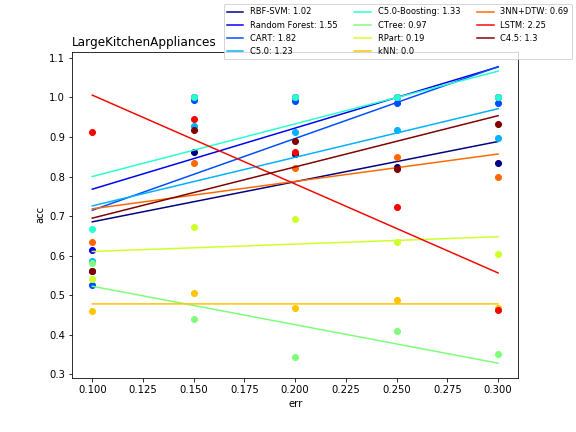 RBF-SVM: 1.02
Random Forest: 1.55
CART: 1.82
C5.0: 1.23
C5.0-Boosting: 1.33
CTree: 0.97
RPart: 0.19
kNN: 0.0
3NN+DTW: 0.69
LSTM: 2.25
C4.5: 1.3
LargeKitchenAppliances
1.1
1.0
0.9
0.8
0.7
0.6
0.5
0.4
0.3
acc
0.100 0.125 0.150 0.175 0.200 0.225 0.250 0.275 0.300
err